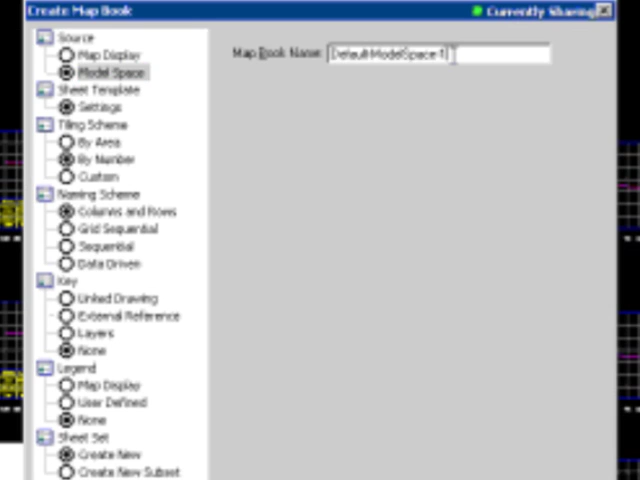 Create Map Book
Currently Sharing
Source
Map Display
Model Space
Sheet Template
Settings
Tiling Scheme
By Area
By Number
Custom
Naming Scheme
Columns and Rows
Grid Sequential
Sequential
Data Driven
Key
Linked Drawing
External Reference
Layers
None
Legend
Map Display
User Defined
None
Sheet Set
Create New
Create New Subset
Map Book Name: DefaultModelSpace-1